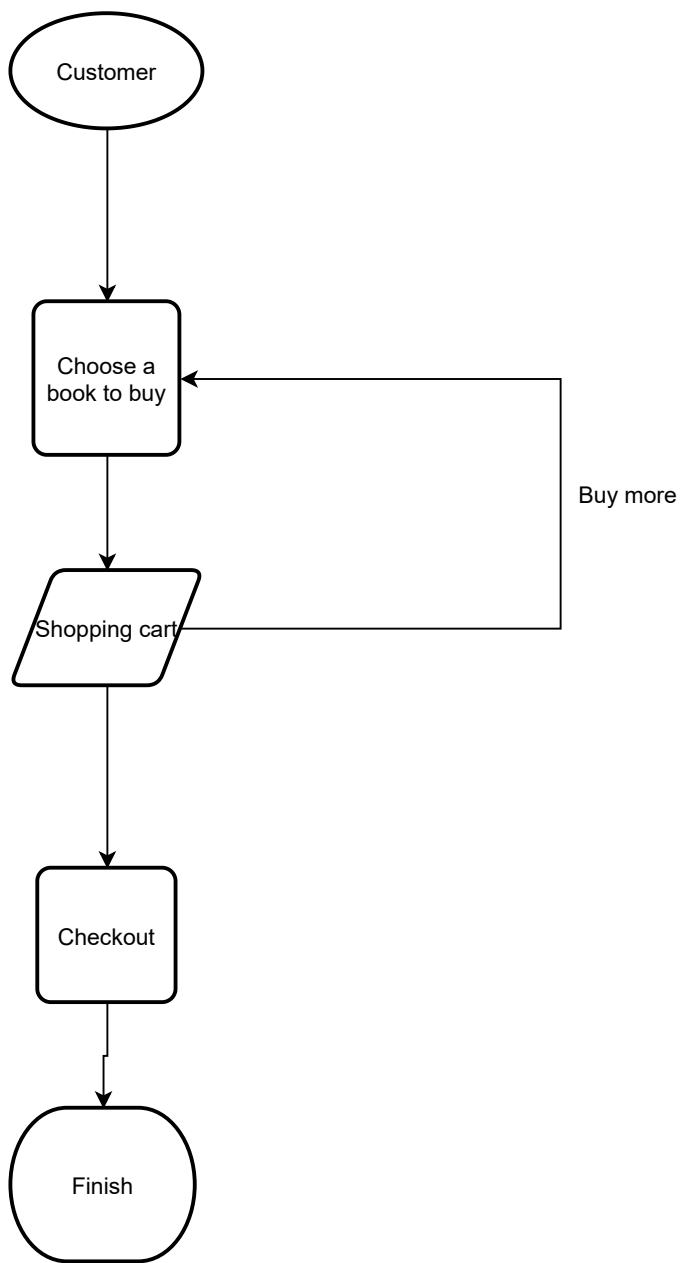 Customer
Choose a
book to buy
Buy more
Shopping cart
Checkout
Finish